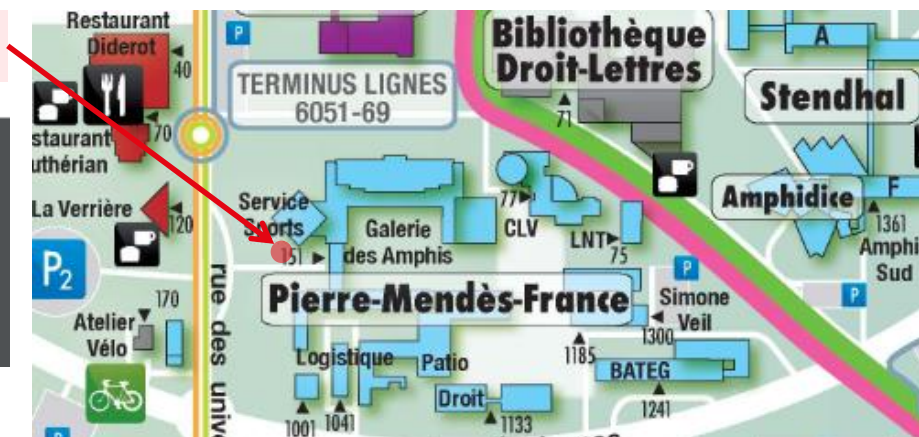 Restaurant
Diderot
40
P
TERMINUS LIGNES
6051-69
Bibliothèque
Droit-Lettres
71
A
Stendhal
70
staurant
uthérian
La Verrière
120
Service
Sports
151
Galerie
des Amphis
77
CLV
LNT
75
Amphidice
F
1361
Amphi
Sud
P
P2
Pierre-Mendès-France
P
Simone
Veil
1300
170
Atelier
Vélo
rue des unive
Logistique
Patio
1185
BATEG
1241
Droit
1133
1001
1041
P